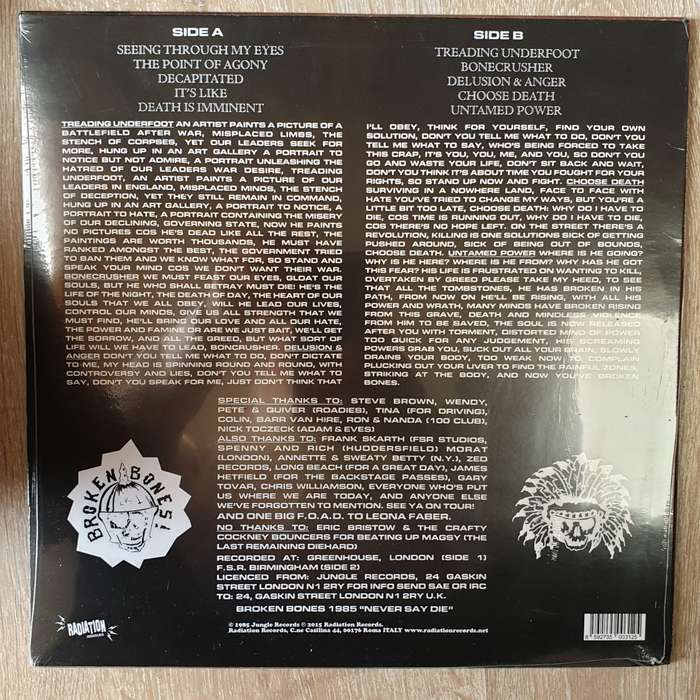 SIDE A
SEEING THROUGH MY EYES
THE POINT OF AGONY
DECAPITATED
IT'S LIKE
DEATH IS IMMINENT
SIDE B
TREADING UNDERFOOT
BONECRUSHER
DELUSION & ANGER
CHOOSE DEATH
UNTAMED POWER
TREADING UNDERFOOT AN ARTIST PAINTS A PICTURE OF A
BATTLEFIELD AFTER WAR, MISPLACED LIMBS, THE
STENCH OF CORPSES, YET OUR LEADERS SEEK FOR
MORE, HUNG UP IN AN ART GALLERY A PORTRAIT TO
NOTICE BUT NOT ADMIRE, A PORTRAIT UNLEASHING THE
HATRED OF OUR LEADERS WAR DESIRE, TREADING
UNDERFOOT, AN ARTIST PAINTS A PICTURE OF OUR
LEADERS IN ENGLAND, MISPLACED MINDS, THE STENCH
OF DECEPTION, YET THEY STILL REMAIN IN COMMAND,
HUNG UP IN AN ART GALLERY, A PORTRAIT TO NOTICE, A
PORTRAIT TO HATE, A PORTRAIT CONTAINING THE MISERY
OF OUR DECLINING, GOVERNING STATE, NOW HE PAINTS
NO PICTURES COS HE'S DEAD LIKE ALL THE REST, THE
PAINTINGS ARE WORTH THOUSANDS, HE MUST HAVE
RANKED AMONGST THE BEST, THE GOVERNMENT TRIED
TO BAN THEM AND WE KNOW WHAT FOR, SO STAND AND
SPEAK YOUR MIND COS WE DON'T WANT THEIR WAR.
BONECRUSHER WE MUST FEAST OUR EYES, GLOAT OUR
SOULS, BUT HE WHO SHALL BETRAY MUST DIE! HE'S THE
LIFE OF THE NIGHT, THE DEATH OF DAY, THE HEART OF OUR
SOULS THAT WE ALL OBEY, WILL HE LEAD OUR LIVES,
CONTROL OUR MINDS, GIVE US ALL STRENGTH THAT WE
MUST FIND, HE'LL BRING OUR LOVE AND ALL OUR HATE,
THE POWER AND FAMINE OR ARE WE JUST BAIT, WE'LL GET
THE SORROW, AND ALL THE GREED, BUT WHAT SORT OF
LIFE WILL WE HAVE TO LEAD, BONCRUSHER. DELUSION &
ANGER DON'T YOU TELL ME WHAT TO DO, DON'T DICTATE
TO ME, MY HEAD IS SPINNING ROUND AND ROUND, WITH
CONTROVERSY AND LIES, DON'T YOU TELL ME WHAT TO
SAY, DON'T YOU SPEAK FOR ME, JUST DON'T THINK THAT
I'LL OBEY, THINK FOR YOURSELF, FIND YOUR OWN
SOLUTION, DON'T YOU TELL ME WHAT TO DO, DON'T YOU
TELL ME WHAT TO SAY, WHO'S BEING FORCED TO TAKE
THIS CRAP, IT'S YOU, YOU, ME, AND YOU, SO DON'T YOU
GO AND WASTE YOUR LIFE, DON'T SIT BACK AND WAIT,
DON'T YOU THINK IT'S ABOUT TIME YOU FOUGHT FOR YOUR
RIGHTS, SO STAND UP NOW AND FIGHT. CHOOSE DEATH
SURVIVING IN A NOWHERE LAND, FACE TO FACE WITH
HATE YOU'VE TRIED TO CHANGE MY WAYS, BUT YOU'RE A
LITTLE BIT TOO LATE, CHOOSE DEATH: WHY DO I HAVE TO
DIE, COS TIME IS RUNNING OUT, WHY DO I HAVE TO DIE,
COS THERE'S NO HOPE LEFT. ON THE STREET THERE'S A
REVOLUTION, KILLING IS ONE SOLUTIONS SICK OF GETTING
PUSHED AROUND, SICK OF BEING OUT OF BOUNDS,
CHOOSE DEATH. UNTAMED POWER WHERE IS HE GOING?
WHY IS HE HERE? WHERE IS HE FROM? WHY HAS HE GOT
THIS FEAR? HIS LIFE IS FRUSTRATED ON WANTING TO KILL,
OVERTAKEN BY GREED PLEASE TAKE MY HEED, TO SEE
THAT ALL THE TOMBSTONES, HE HAS BROKEN IN HIS
PATH, FROM NOW ON HE'LL BE RISING, WITH ALL HIS
POWER AND WRATH, MANY MINDS HAVE BROKEN RISING
FROM THIS GRAVE, DEATH AND MINDLESS VIOLENCE
FROM HIM TO BE SAVED, THE SOUL, IS NOW RELEASED
AFTER YOU WITH TORMENT, DISTORTED MIND OF POWER
TOO QUICK FOR ANY JUDGEMENT, HIS SCREAMING
POWERS GRAB YOU, SUCK OUT ALL YOUR BRAIN, SLOWLY
DRAINS YOUR BODY, TOO WEAK NOW TO COMPLAIN
PLUCKING OUT YOUR LIVER TO FIND THE PAINFUL ZONES,
STRIKING AT THE BODY, AND NOW YOU'VE BROKEN
BONES.
SPECIAL THANKS TO: STEVE BROWN, WENDY,
PETE & QUIVER (ROADIES), TINA (FOR DRIVING),
COLIN, BARR VAN HIRE, RON & NANDA (100 CLUB),
NICK TOCZECK (ADAM & EVES)
ALSO THANKS TO: FRANK SKARTH (FSR STUDIOS,
SPENNY AND RICH (HUDDERSFIELD) MORAT
(LONDON), ANNETTE & SWEATY BETTY (N.Y.), ZED
RECORDS, LONG BEACH (FOR A GREAT DAY), JAMES
HETFIELD (FOR THE BACKSTAGE PASSES), GARY
TOVAR, CHRIS WILLIAMSON, EVERYONE WHO'S PUT
US WHERE WE ARE TODAY, AND ANYONE ELSE
WE'VE FORGOTTEN TO MENTION. SEE YA ON TOUR!
AND ONE BIG F.O.A.D. TO LEONA FABER.
NO THANKS TO: ERIC BRISTOW & THE CRAFTY
COCKNEY BOUNCERS FOR BEATING UP MAGSY (THE
LAST REMAINING DIEHARD)
RECORDED AT: GREENHOUSE, LONDON (SIDE 1)
F.S.R. BIRMINGHAM (SIDE 2)
LICENCED FROM: JUNGLE RECORDS, 24 GASKIN
STREET LONDON N1 2RY FOR INFO SEND SAE OR IRC
TO: 24, GASKIN STREET LONDON N1 2RY U.K.
BROKEN BONES 1985 "NEVER SAY DIE"
BROKEN BONES!
RADIATION
© 1985 Jungle Records © 2015 Radiation Records.
Radiation Records, C.ne Casilina 44, 00176 Roma ITALY www.radiationrecords.net
8 592735 003125